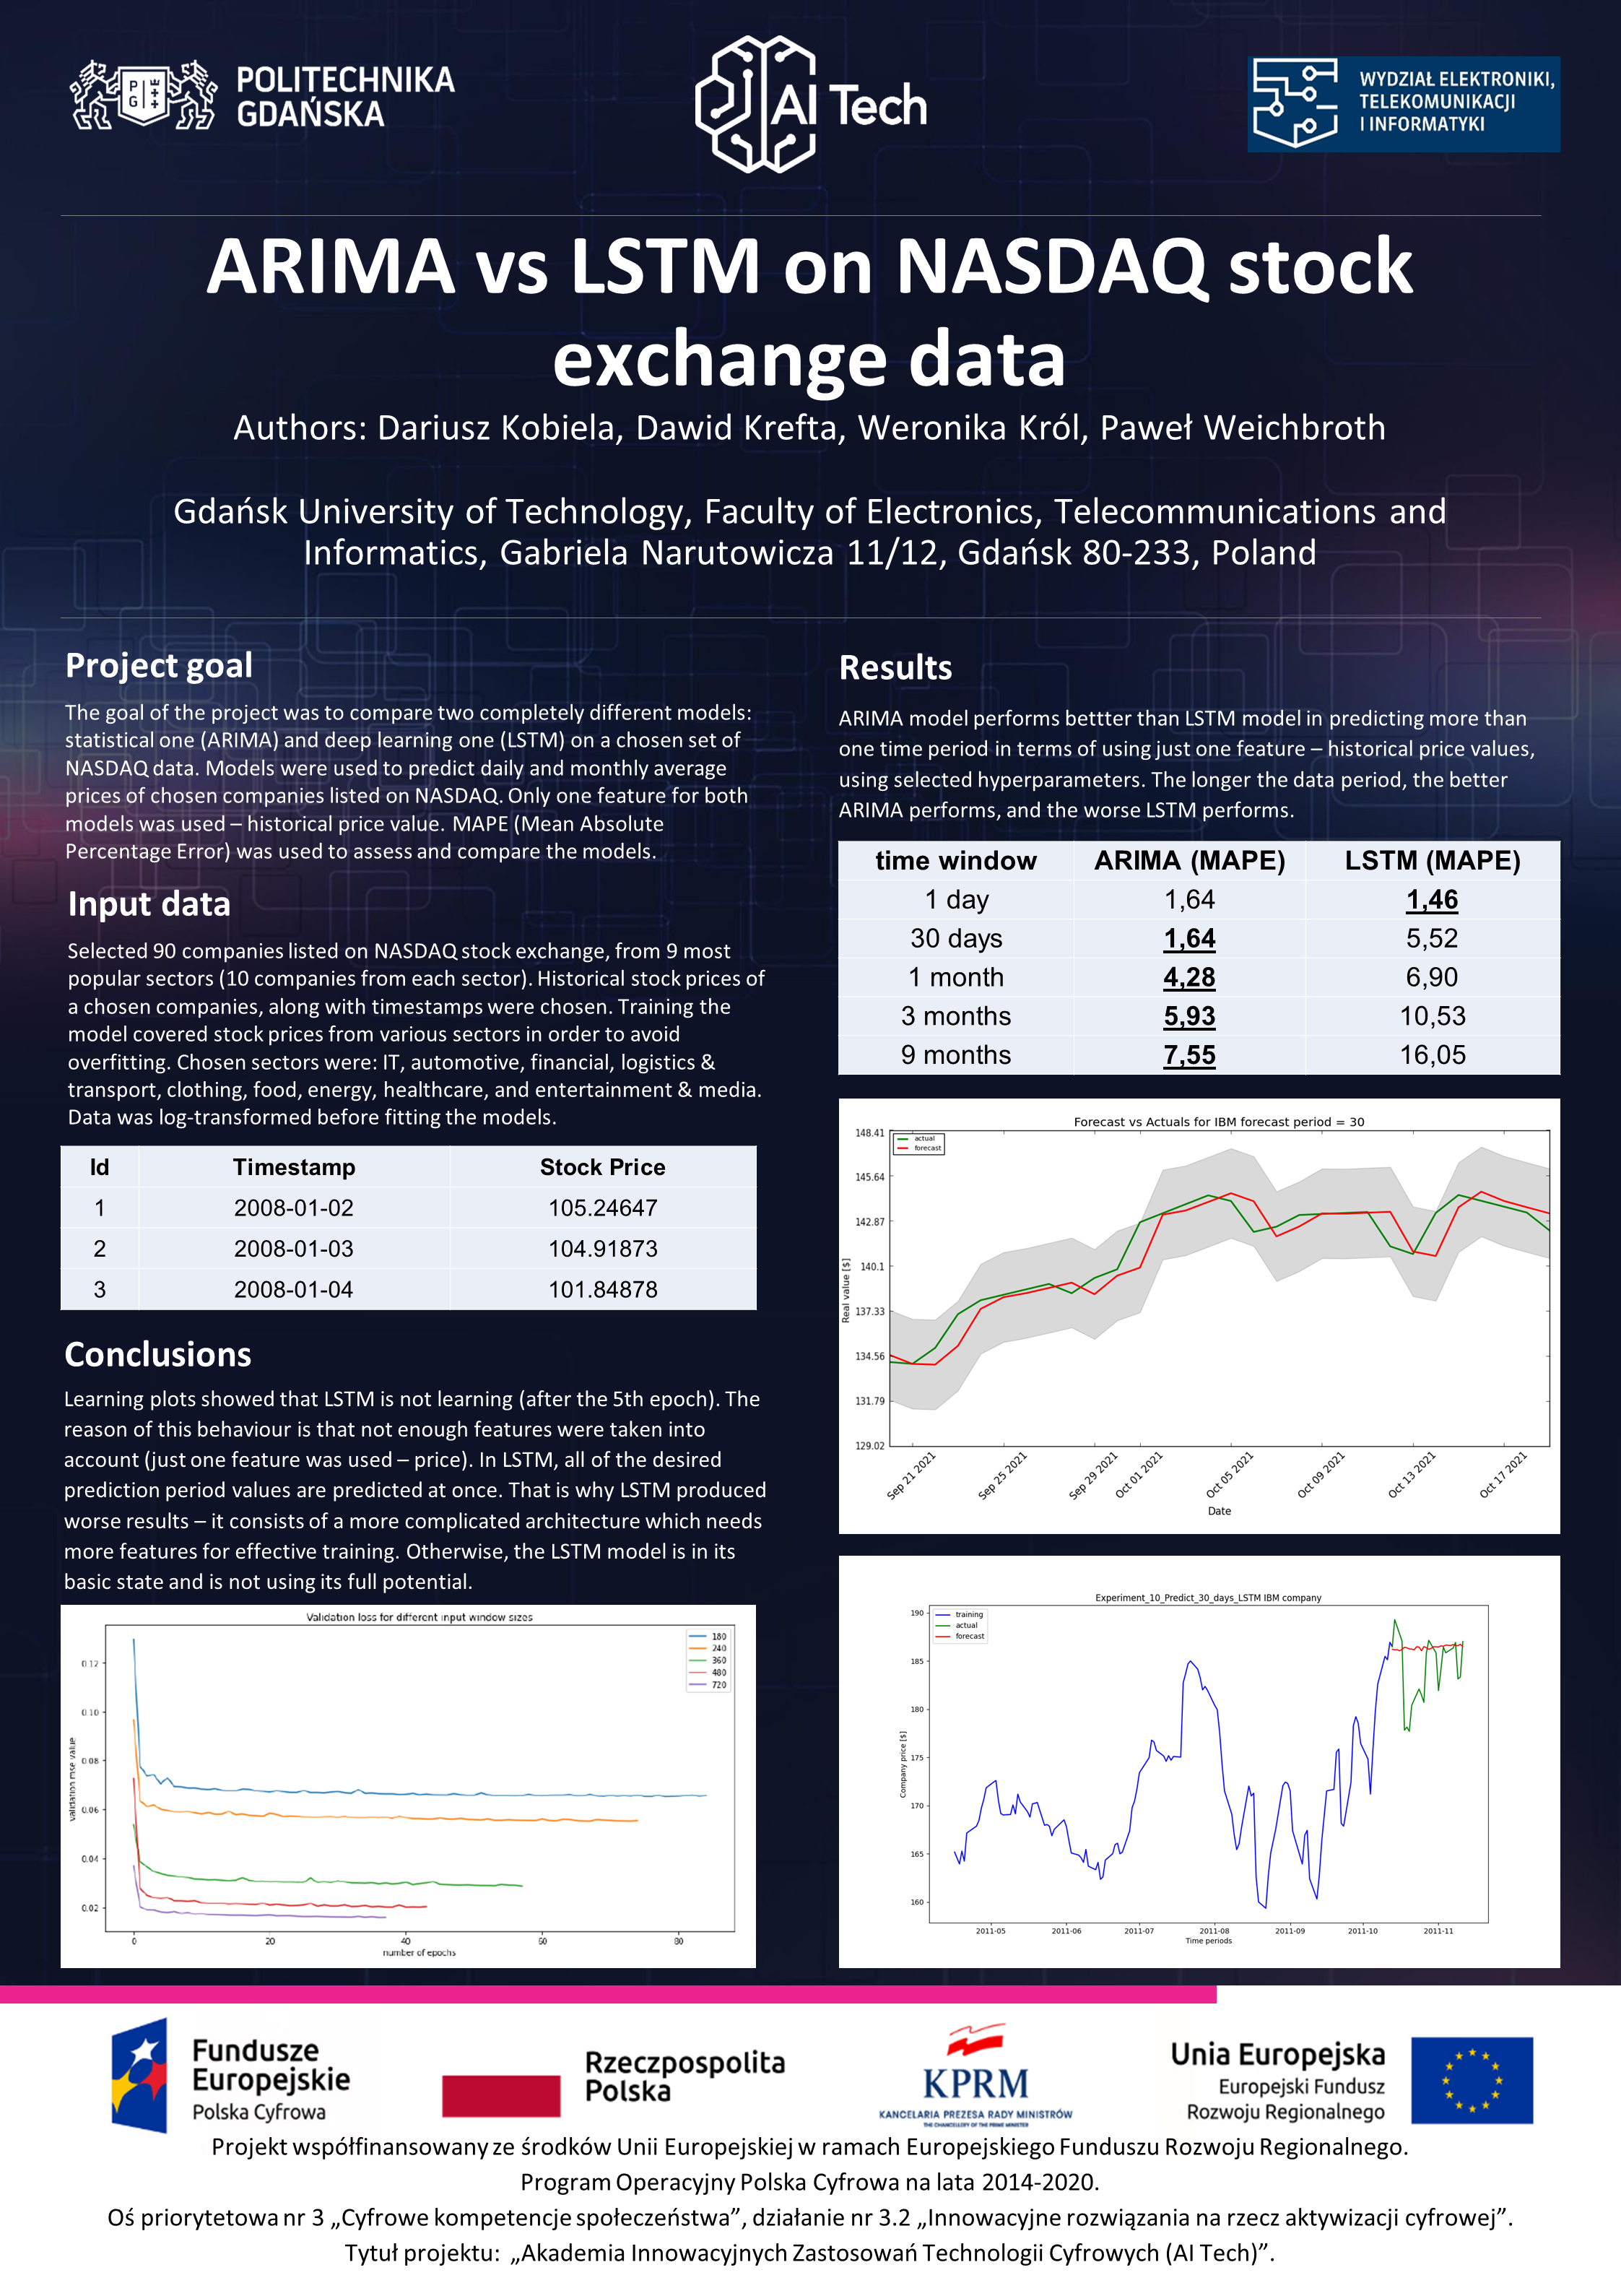 POLITECHNIKA
GDAŃSKA
P G
AI Tech
WYDZIAŁ ELEKTRONIKI,
TELEKOMUNIKACJI
I INFORMATYKI
ARIMA vs LSTM on NASDAQ stock
exchange data
Authors: Dariusz Kobiela, Dawid Krefta, Weronika Król, Paweł Weichbroth
Gdańsk University of Technology, Faculty of Electronics, Telecommunications and
Informatics, Gabriela Narutowicza 11/12, Gdańsk 80-233, Poland
Project goal
The goal of the project was to compare two completely different models:
statistical one (ARIMA) and deep learning one (LSTM) on a chosen set of
NASDAQ data. Models were used to predict daily and monthly average
prices of chosen companies listed on NASDAQ. Only one feature for both
models was used – historical price value. MAPE (Mean Absolute
Percentage Error) was used to assess and compare the models.
Input data
Selected 90 companies listed on NASDAQ stock exchange, from 9 most
popular sectors (10 companies from each sector). Historical stock prices of
a chosen companies, along with timestamps were chosen. Training the
model covered stock prices from various sectors in order to avoid
overfitting. Chosen sectors were: IT, automotive, financial, logistics &
transport, clothing, food, energy, healthcare, and entertainment & media.
Data was log-transformed before fitting the models.
Id Timestamp Stock Price
1 2008-01-02 105.24647
2 2008-01-03 104.91873
3 2008-01-04 101.84878
Conclusions
Learning plots showed that LSTM is not learning (after the 5th epoch). The
reason of this behaviour is that not enough features were taken into
account (just one feature was used – price). In LSTM, all of the desired
prediction period values are predicted at once. That is why LSTM produced
worse results – it consists of a more complicated architecture which needs
more features for effective training. Otherwise, the LSTM model is in its
basic state and is not using its full potential.
Validation loss for different input window sizes
180
240
360
480
720
validation mse value
0.12
0.10
0.08
0.06
0.04
0.02
0 20 40 60 80
number of epochs
Results
ARIMA model performs bettter than LSTM model in predicting more than
one time period in terms of using just one feature – historical price values,
using selected hyperparameters. The longer the data period, the better
ARIMA performs, and the worse LSTM performs.
time window ARIMA (MAPE) LSTM (MAPE)
1 day 1,64 1,46
30 days 1,64 5,52
1 month 4,28 6,90
3 months 5,93 10,53
9 months 7,55 16,05
Forecast vs Actuals for IBM forecast period = 30
actual
forecast
Real value [$]
148.41
145.64
142.87
140.1
137.33
134.56
131.79
129.02
Sep 21 2021 Sep 25 2021 Sep 29 2021 Oct 01 2021 Oct 05 2021 Oct 09 2021 Oct 13 2021 Oct 17 2021
Date
Experiment_10_Predict_30_days_LSTM IBM company
training
actual
forecast
Company price [$]
190
185
180
175
170
165
160
2011-05 2011-06 2011-07 2011-08 2011-09 2011-10 2011-11
Time periods
Fundusze
Europejskie
Polska Cyfrowa
Rzeczpospolita
Polska
KPRM
KANCELARIA PREZESA RADY MINISTRÓW
THE CHANCELLERY OF THE PRIME MINISTER
Unia Europejska
Europejski Fundusz
Rozwoju Regionalnego
Projekt współfinansowany ze środków Unii Europejskiej w ramach Europejskiego Funduszu Rozwoju Regionalnego.
Program Operacyjny Polska Cyfrowa na lata 2014-2020.
Oś priorytetowa nr 3 „Cyfrowe kompetencje społeczeństwa”, działanie nr 3.2 „Innowacyjne rozwiązania na rzecz aktywizacji cyfrowej”.
Tytuł projektu: „Akademia Innowacyjnych Zastosowań Technologii Cyfrowych (AI Tech)”.